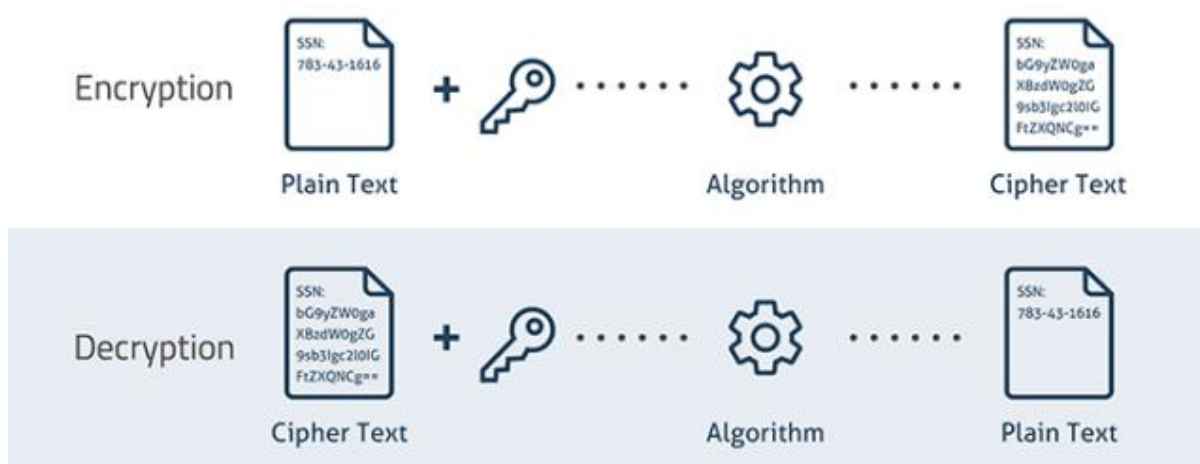 Encryption
SSN:
783-43-1616
+
Plain Text
Algorithm
SSN:
bG9yZW0ga
XBzdW0gZG
9sb3Igc2l0IG
FtZXQNCg==
Cipher Text
Decryption
SSN:
bG9yZW0ga
XBzdW0gZG
9sb3Igc2l0IG
FtZXQNCg==
+
Cipher Text
Algorithm
SSN:
783-43-1616
Plain Text